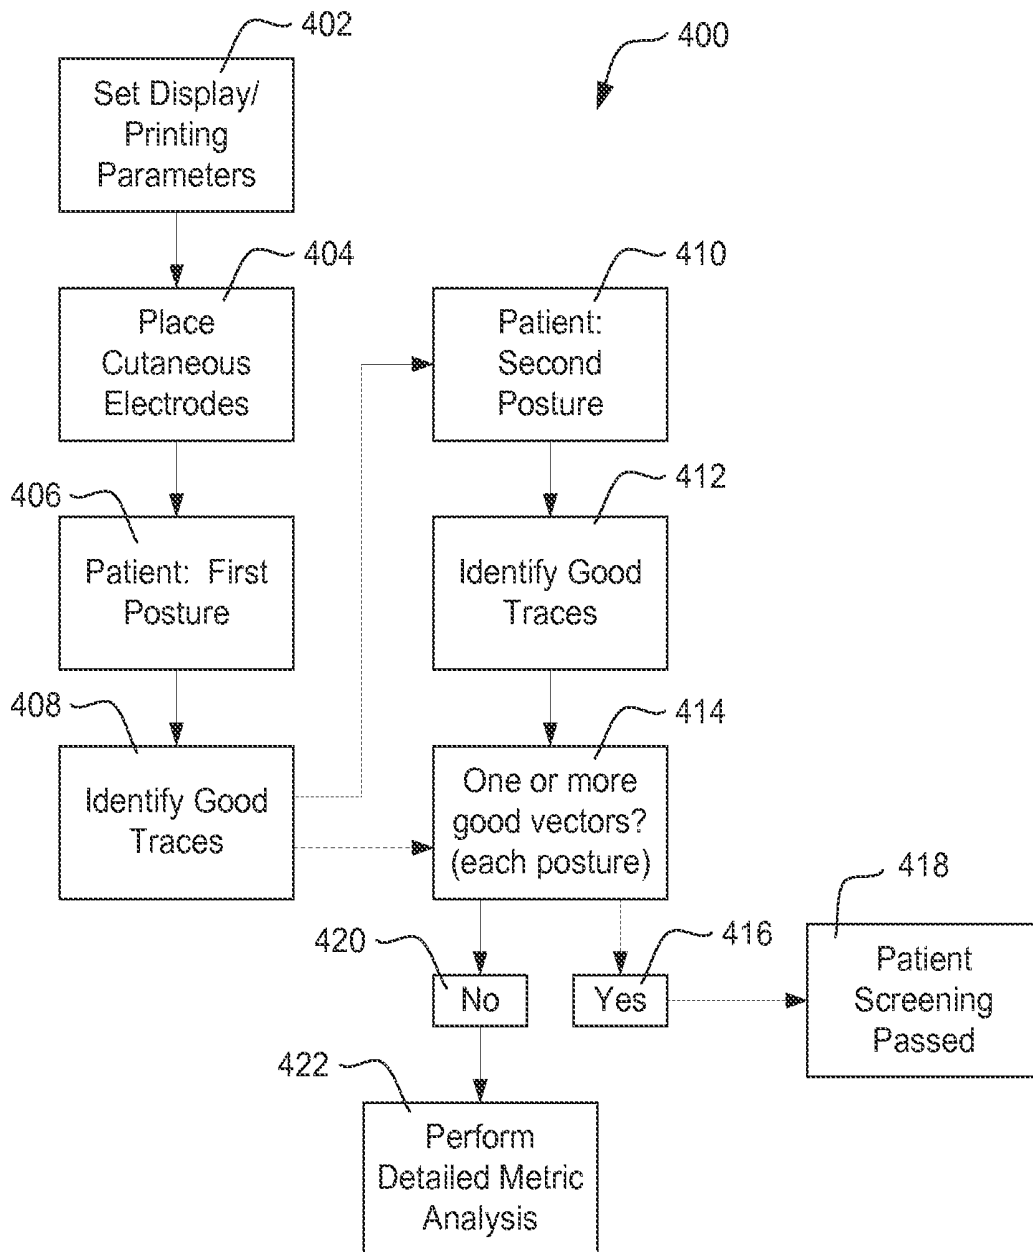 402
400
Set Display/
Printing
Parameters
404
Place
Cutaneous
Electrodes
406
Patient: First
Posture
408
Identify Good
Traces
410
Patient:
Second
Posture
412
Identify Good
Traces
414
One or more
good vectors?
(each posture)
420
No
416
Yes
418
Patient
Screening
Passed
422
Perform
Detailed Metric
Analysis